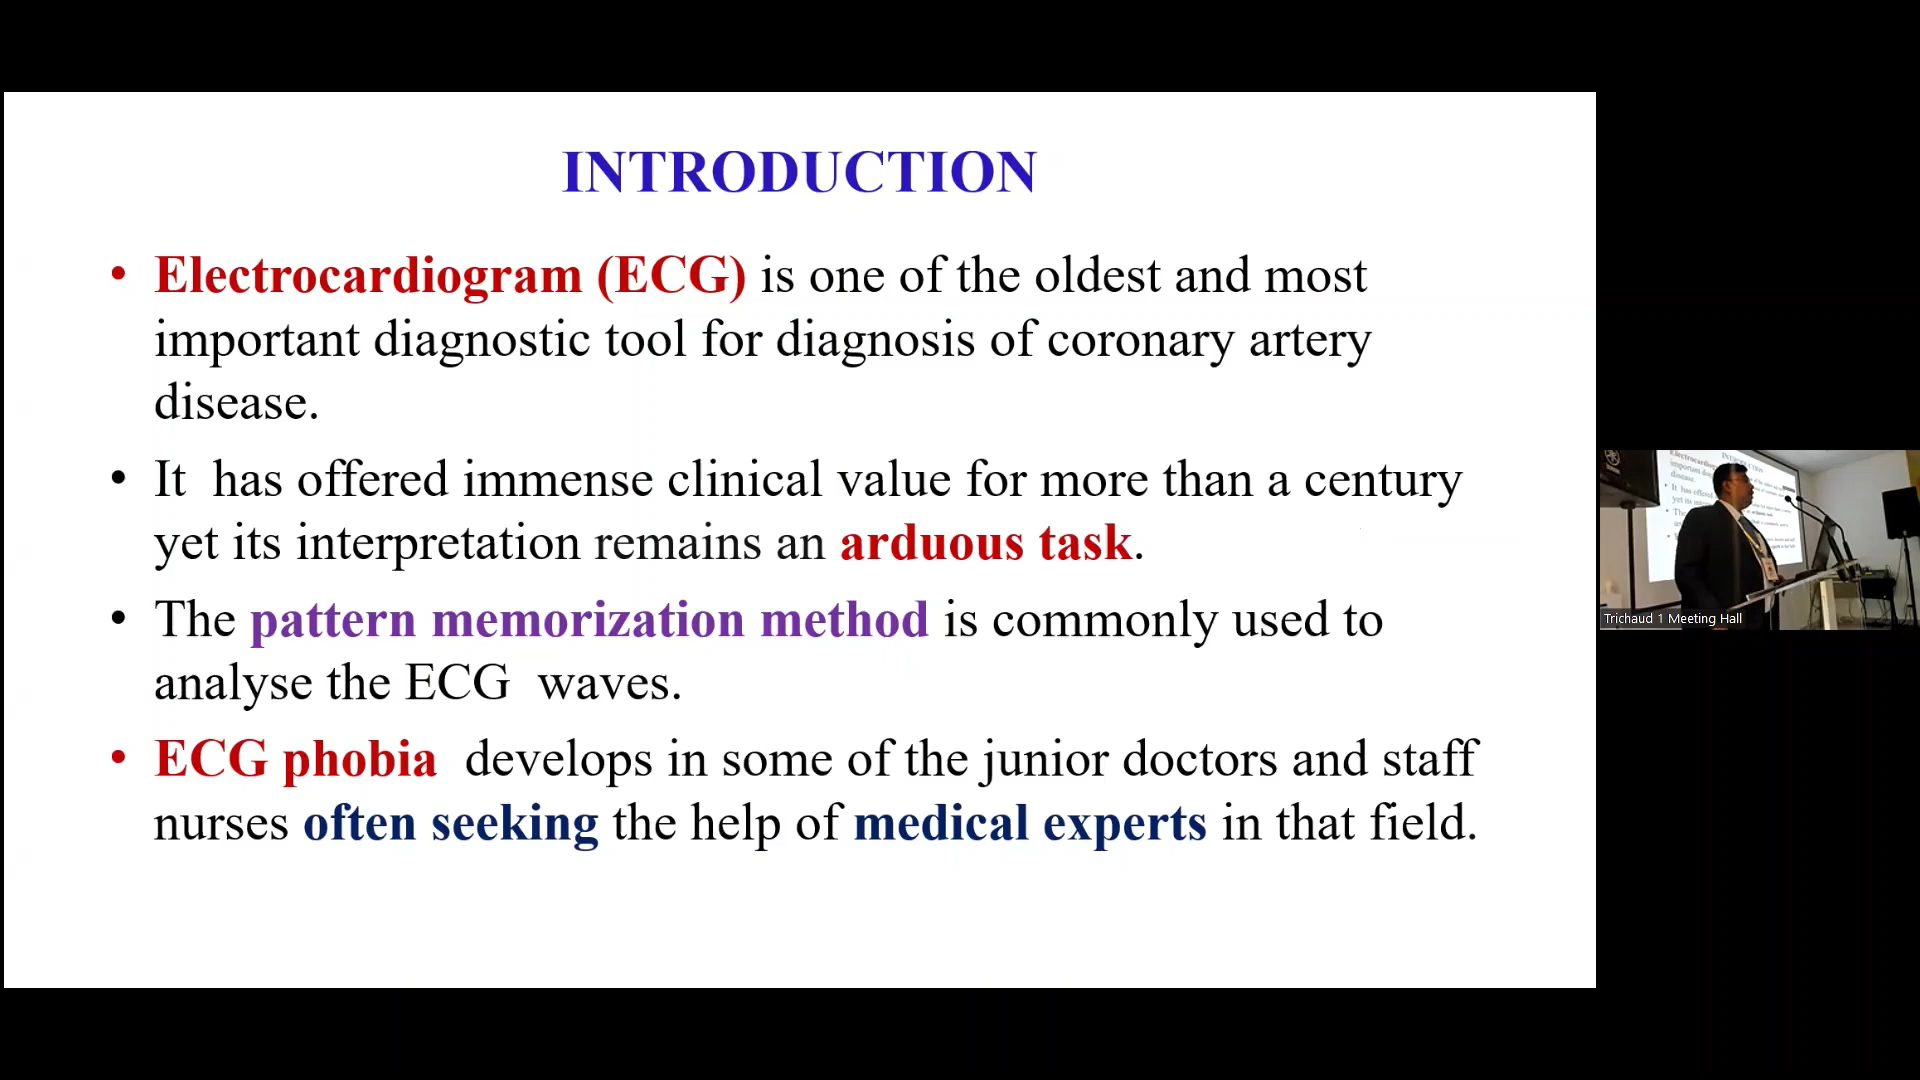 INTRODUCTION
• Electrocardiogram (ECG) is one of the oldest and most
important diagnostic tool for diagnosis of coronary artery
disease.
• It has offered immense clinical value for more than a century
yet its interpretation remains an arduous task.
• The pattern memorization method is commonly used to
analyse the ECG waves.
• ECG phobia develops in some of the junior doctors and staff
nurses often seeking the help of medical experts in that field.
INTRODUCTION
Trichaud 1 Meeting Hall